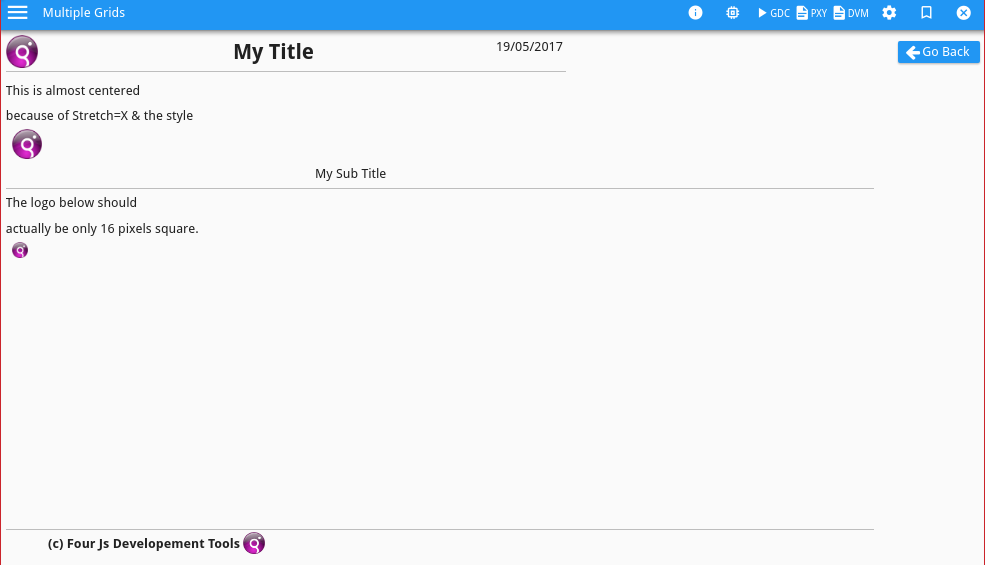 Multiple Grids
GDC PXY DVM
My Title
19/05/2017
Go Back
This is almost centered
because of Stretch=X & the style
My Sub Title
The logo below should
actually be only 16 pixels square.
(c) Four Js Developement Tools